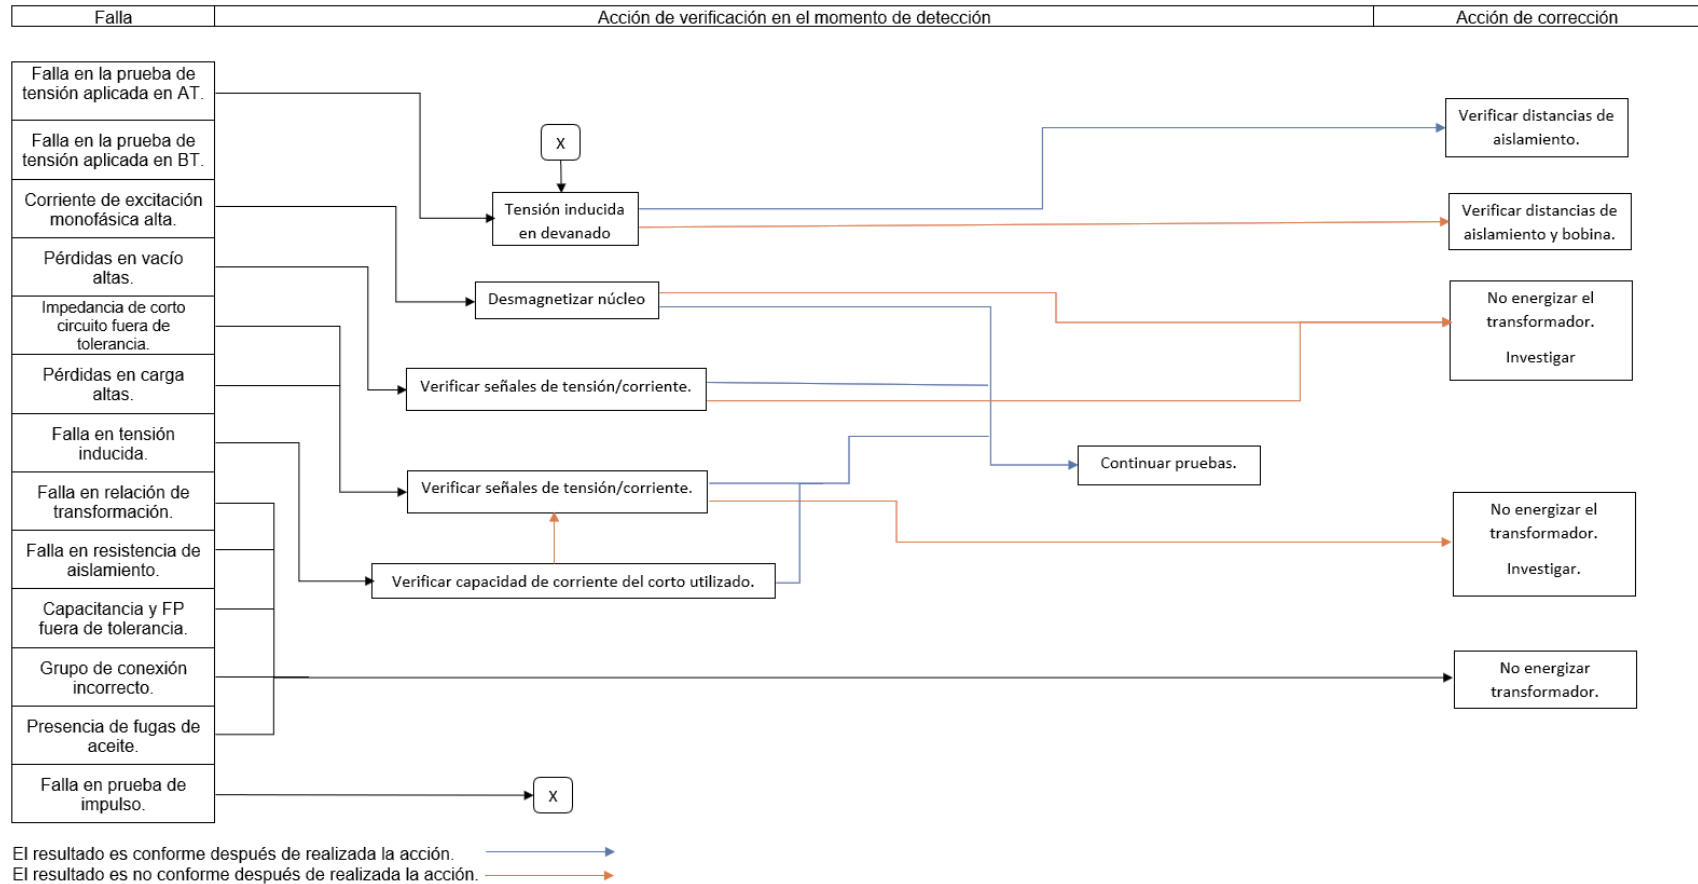 Falla
Acción de verificación en el momento de detección
Acción de corrección
Falla en la prueba de
tensión aplicada en AT.
Falla en la prueba de
tensión aplicada en BT.
Corriente de excitación
monofásica alta.
Pérdidas en vacío
altas.
Impedancia de corto
circuito fuera de
tolerancia.
Pérdidas en carga
altas.
Falla en tensión
inducida.
Falla en relación de
transformación.
Falla en resistencia de
aislamiento.
Capacitancia y FP
fuera de tolerancia.
Grupo de conexión
incorrecto.
Presencia de fugas de
aceite.
Falla en prueba de
impulso.
X
Tensión inducida
en devanado
Desmagnetizar núcleo
Verificar señales de tensión/corriente.
Verificar señales de tensión/corriente.
Verificar capacidad de corriente del corto utilizado.
X
Continuar pruebas.
Verificar distancias de
aislamiento.
Verificar distancias de
aislamiento y bobina.
No energizar el
transformador.
Investigar
No energizar el
transformador.
Investigar.
No energizar
transformador.
El resultado es conforme después de realizada la acción.
El resultado es no conforme después de realizada la acción.